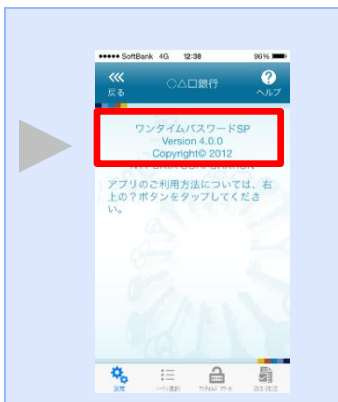 SoftBank 4G 12:38 96%
戻る
○△口銀行
?
ヘルプ
ワンタイムパスワードSP
Version 4.0.0
Copyright© 2012
アプリのご利用方法については、右
上の?ボタンをタップしてくださ
い。
設定